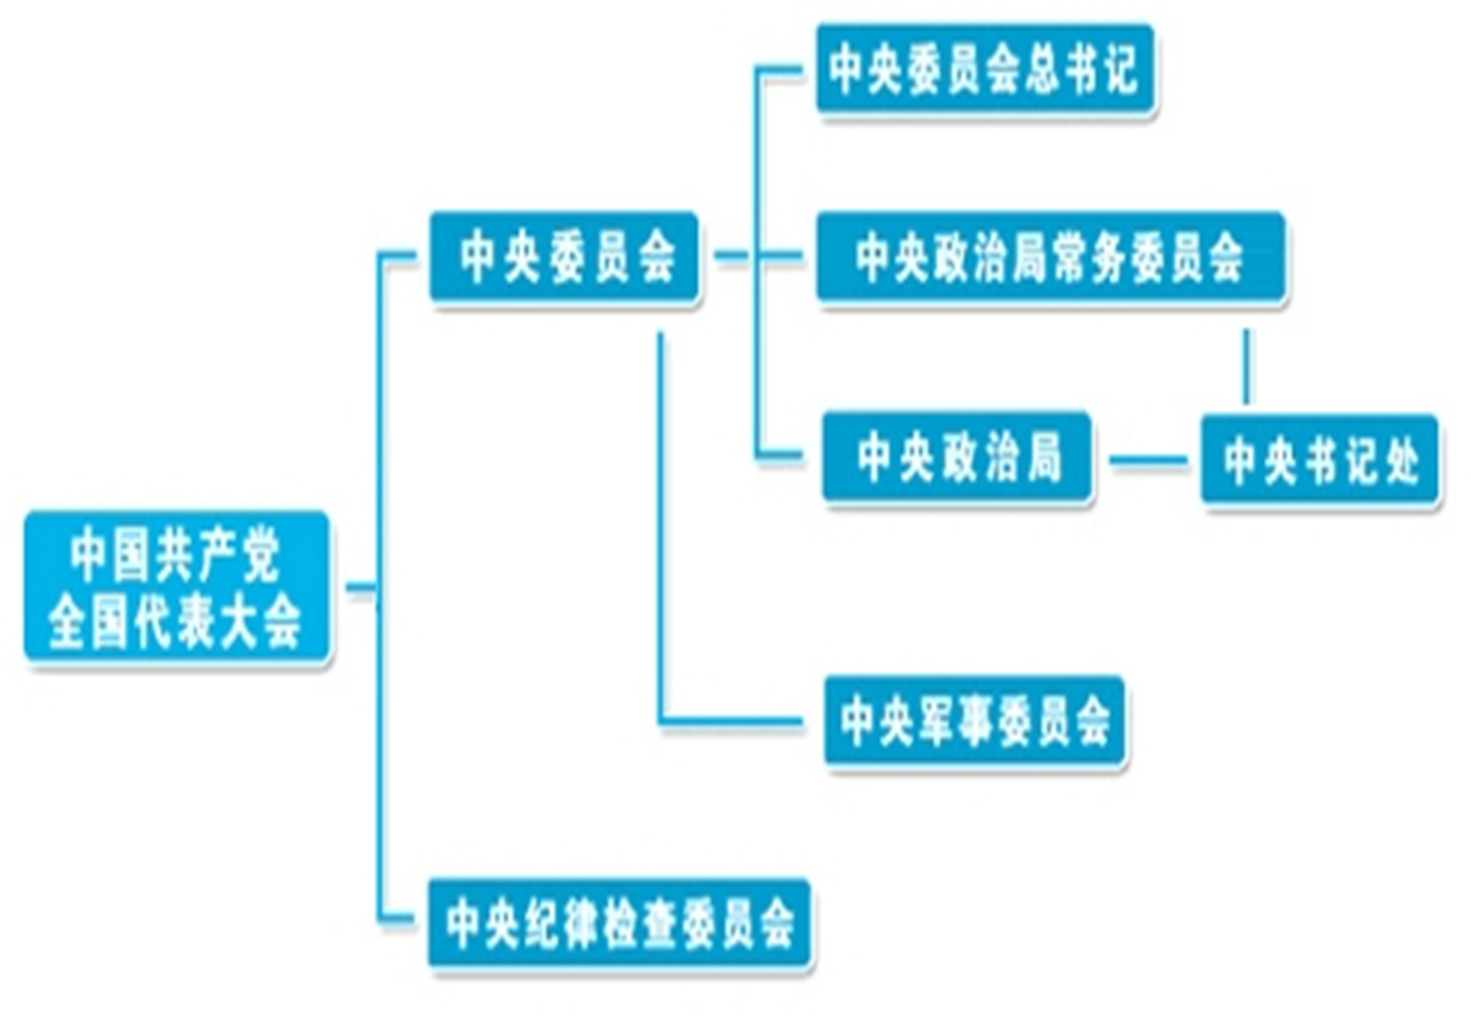 中央委员会总书记
中央委员会
中央政治局常务委员会
中央政治局
中央书记处
中国共产党
全国代表大会
中央军事委员会
中央纪律检查委员会